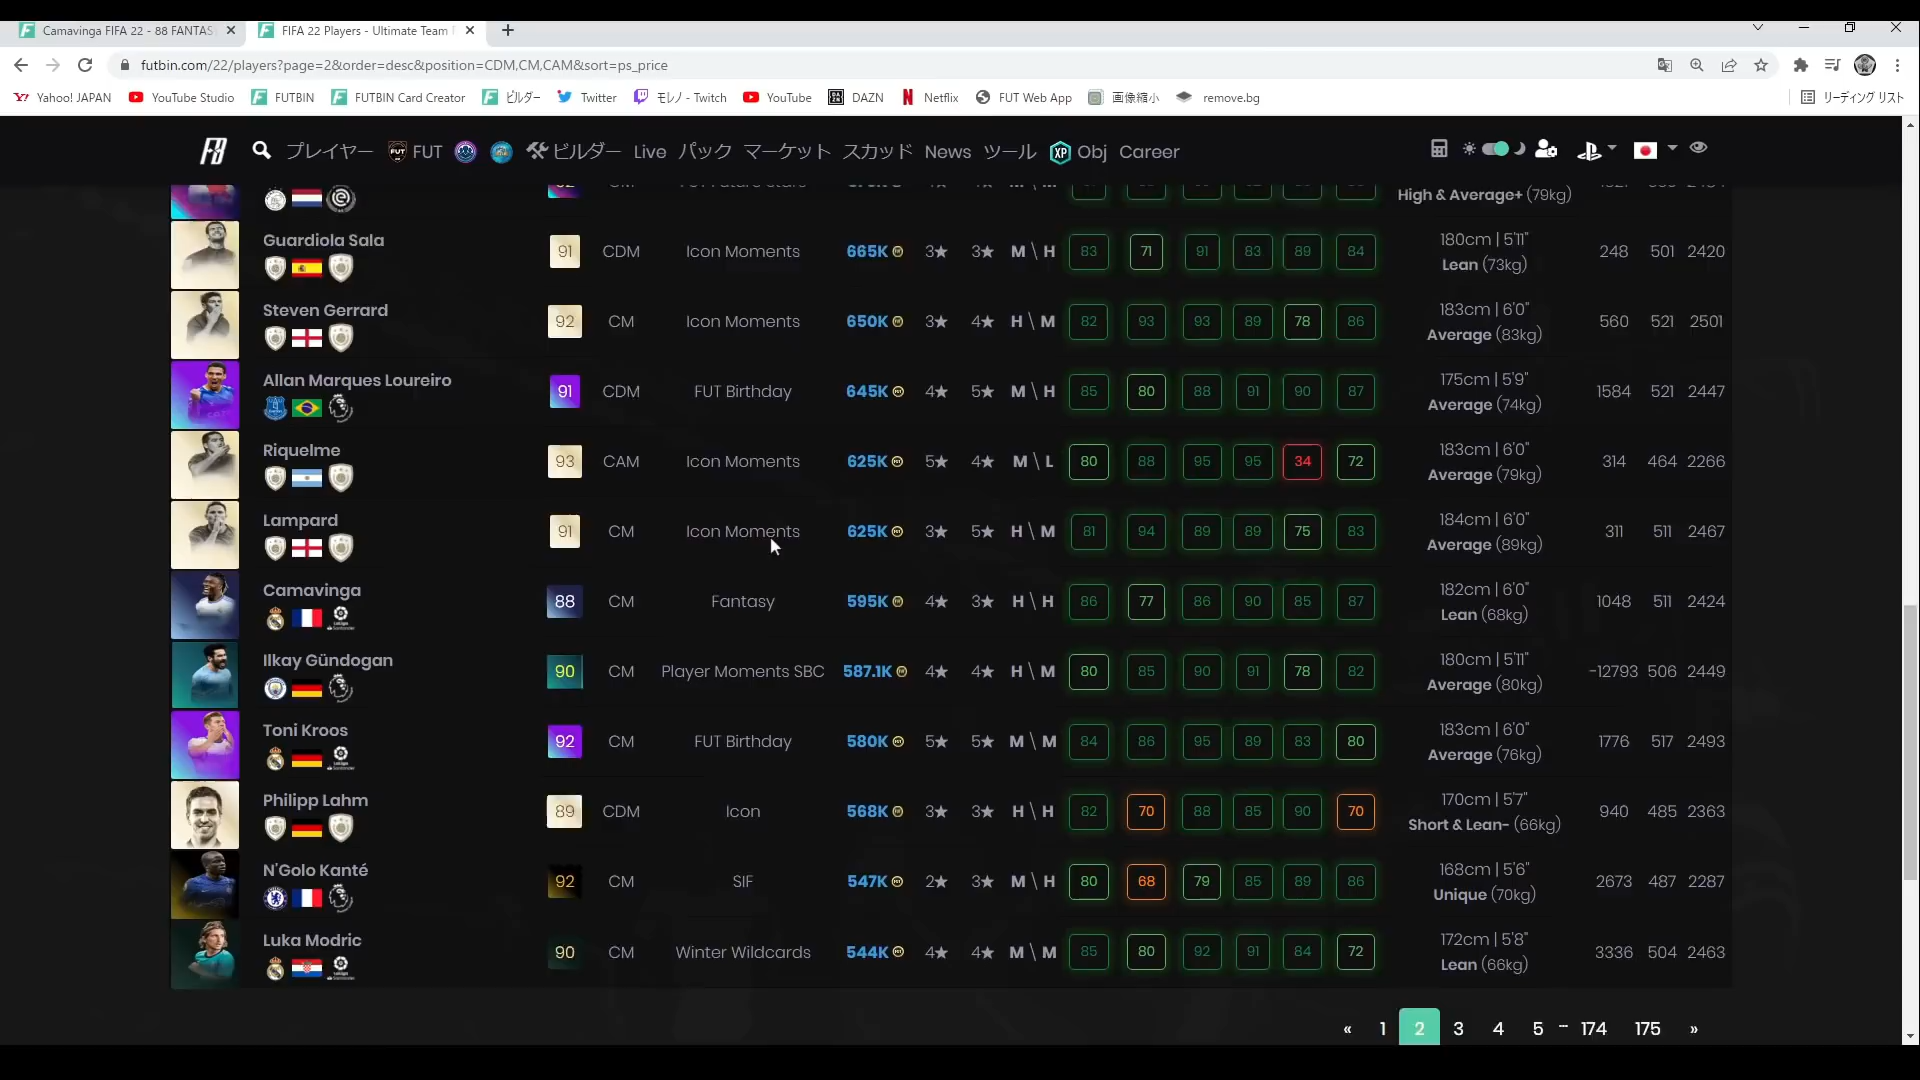 Camavinga FIFA 22 - 88 FANTAS
FIFA 22 Players - Ultimate Team
futbin.com/22/players?page=2&order=desc&position=CDM,CM,CAM&sort=ps_price
Yahoo! JAPAN YouTube Studio FUTBIN FUTBIN Card Creator ビルダー Twitter モレノ - Twitch YouTube DAZN Netflix FUT Web App 画像縮小 remove.bg リーディング リスト
プレイヤー FUT ビルダー Live パック マーケット スカッド News ツール XP Obj Career
High & Average+ (79kg)
Guardiola Sala 91 CDM Icon Moments 665K 3★ 3★ M \ H 83 71 91 83 89 84 180cm | 5'11" Lean (73kg) 248 501 2420
Steven Gerrard 92 CM Icon Moments 650K 3★ 4★ H \ M 82 93 93 89 78 86 183cm | 6'0" Average (83kg) 560 521 2501
Allan Marques Loureiro 91 CDM FUT Birthday 645K 4★ 5★ M \ H 85 80 88 91 90 87 175cm | 5'9" Average (74kg) 1584 521 2447
Riquelme 93 CAM Icon Moments 625K 5★ 4★ M \ L 80 88 95 95 34 72 183cm | 6'0" Average (79kg) 314 464 2266
Lampard 91 CM Icon Moments 625K 3★ 5★ H \ M 81 94 89 89 75 83 184cm | 6'0" Average (89kg) 311 511 2467
Camavinga 88 CM Fantasy 595K 4★ 3★ H \ H 86 77 86 90 85 87 182cm | 6'0" Lean (68kg) 1048 511 2424
Ilkay Gündogan 90 CM Player Moments SBC 587.1K 4★ 4★ H \ M 80 85 90 91 78 82 180cm | 5'11" Average (80kg) -12793 506 2449
Toni Kroos 92 CM FUT Birthday 580K 5★ 5★ M \ M 84 86 95 89 83 80 183cm | 6'0" Average (76kg) 1776 517 2493
Philipp Lahm 89 CDM Icon 568K 3★ 3★ H \ H 82 70 88 85 90 70 170cm | 5'7" Short & Lean- (66kg) 940 485 2363
N'Golo Kanté 92 CM SIF 547K 2★ 3★ M \ H 80 68 79 85 89 86 168cm | 5'6" Unique (70kg) 2673 487 2287
Luka Modric 90 CM Winter Wildcards 544K 4★ 4★ M \ M 85 80 92 91 84 72 172cm | 5'8" Lean (66kg) 3336 504 2463
« 1 2 3 4 5 ... 174 175 »